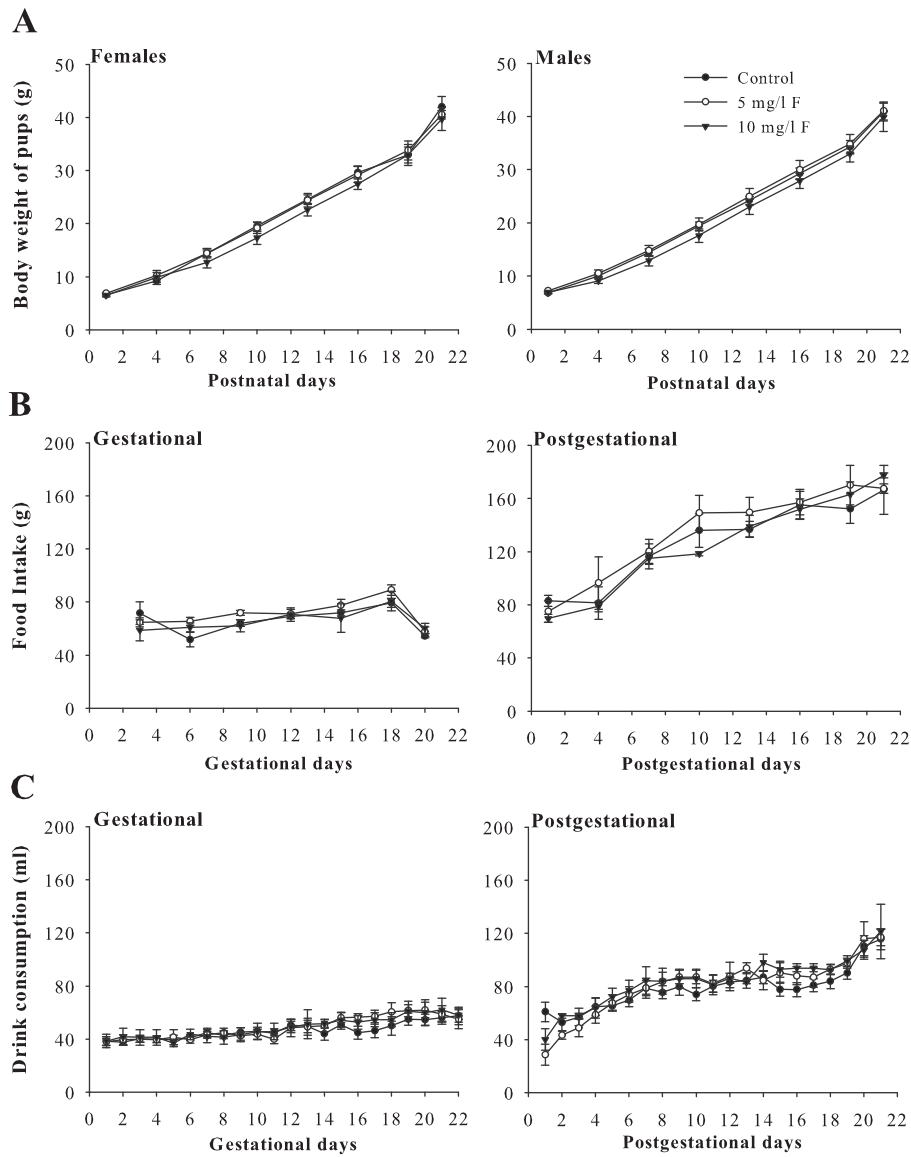 A
Females
Males
Control
5 mg/l F
10 mg/l F
Body weight of pups (g)
50
40
30
20
10
0
0 2 4 6 8 10 12 14 16 18 20 22
Postnatal days
50
40
30
20
10
0
0 2 4 6 8 10 12 14 16 18 20 22
Postnatal days
B
Gestational
Postgestational
Food Intake (g)
200
160
120
80
40
0
0 2 4 6 8 10 12 14 16 18 20 22
Gestational days
200
160
120
80
40
0
0 2 4 6 8 10 12 14 16 18 20 22
Postgestational days
C
Gestational
Postgestational
Drink consumption (ml)
200
160
120
80
40
0
0 2 4 6 8 10 12 14 16 18 20 22
Gestational days
200
160
120
80
40
0
0 2 4 6 8 10 12 14 16 18 20 22
Postgestational days